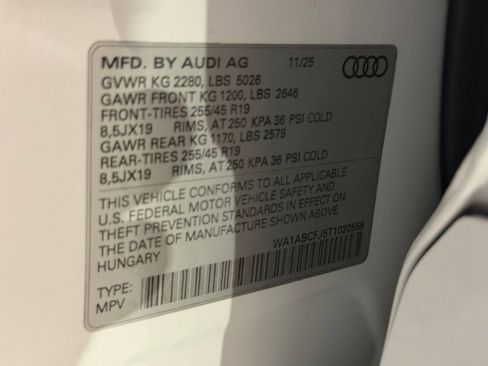 MFD. BY AUDI AG 11/25
GVWR KG 2280, LBS 5026
GAWR FRONT KG 1200, LBS 2646
FRONT-TIRES 255/45 R19
8,5JX19 RIMS, AT 250 KPA 36 PSI COLD
GAWR REAR KG 1170, LBS 2579
REAR-TIRES 255/45 R19
8,5JX19 RIMS, AT 250 KPA 36 PSI COLD
THIS VEHICLE CONFORMS TO ALL APPLICABLE
U.S. FEDERAL MOTOR VEHICLE SAFETY AND
THEFT PREVENTION STANDARDS IN EFFECT ON
THE DATE OF MANUFACTURE SHOWN ABOVE.
HUNGARY WA1ABCFJ5T1020558
TYPE:
MPV